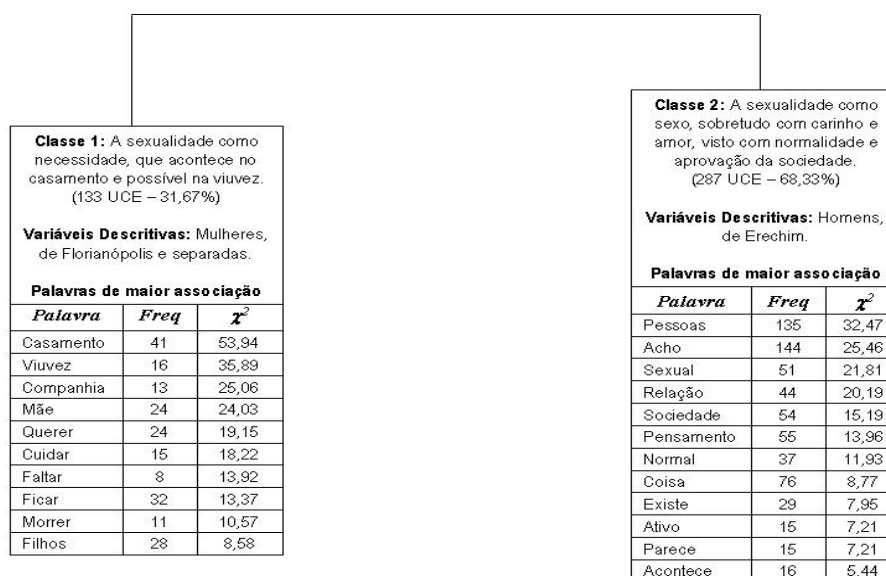 Classe 1: A sexualidade como
necessidade, que acontece no
casamento e possível na viuvez.
(133 UCE – 31,67%)
Variáveis Descritivas: Mulheres,
de Florianópolis e separadas.
Palavras de maior associação
Palavra Freq χ²
Casamento 41 53,94
Viuvez 16 35,89
Companhia 13 25,06
Mãe 24 24,03
Querer 24 19,15
Cuidar 15 18,22
Faltar 8 13,92
Ficar 32 13,37
Morrer 11 10,57
Filhos 28 8,58
Classe 2: A sexualidade como
sexo, sobretudo com carinho e
amor, visto com normalidade e
aprovação da sociedade.
(287 UCE – 68,33%)
Variáveis Descritivas: Homens,
de Erechim.
Palavras de maior associação
Palavra Freq χ²
Pessoas 135 32,47
Acho 144 25,46
Sexual 51 21,81
Relação 44 20,19
Sociedade 54 15,19
Pensamento 55 13,96
Normal 37 11,93
Coisa 76 8,77
Existe 29 7,95
Ativo 15 7,21
Parece 15 7,21
Acontece 16 5,44